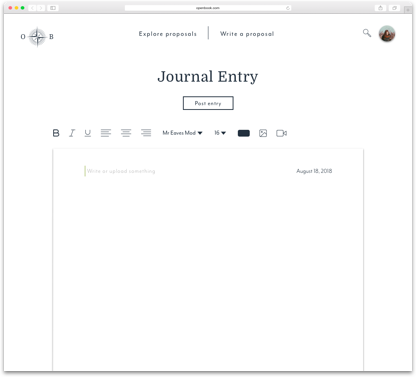 openbook.com
O B
Explore proposals
Write a proposal
Journal Entry
Post entry
B I U Mr Eaves Mod 16
Write or upload something
August 18, 2018